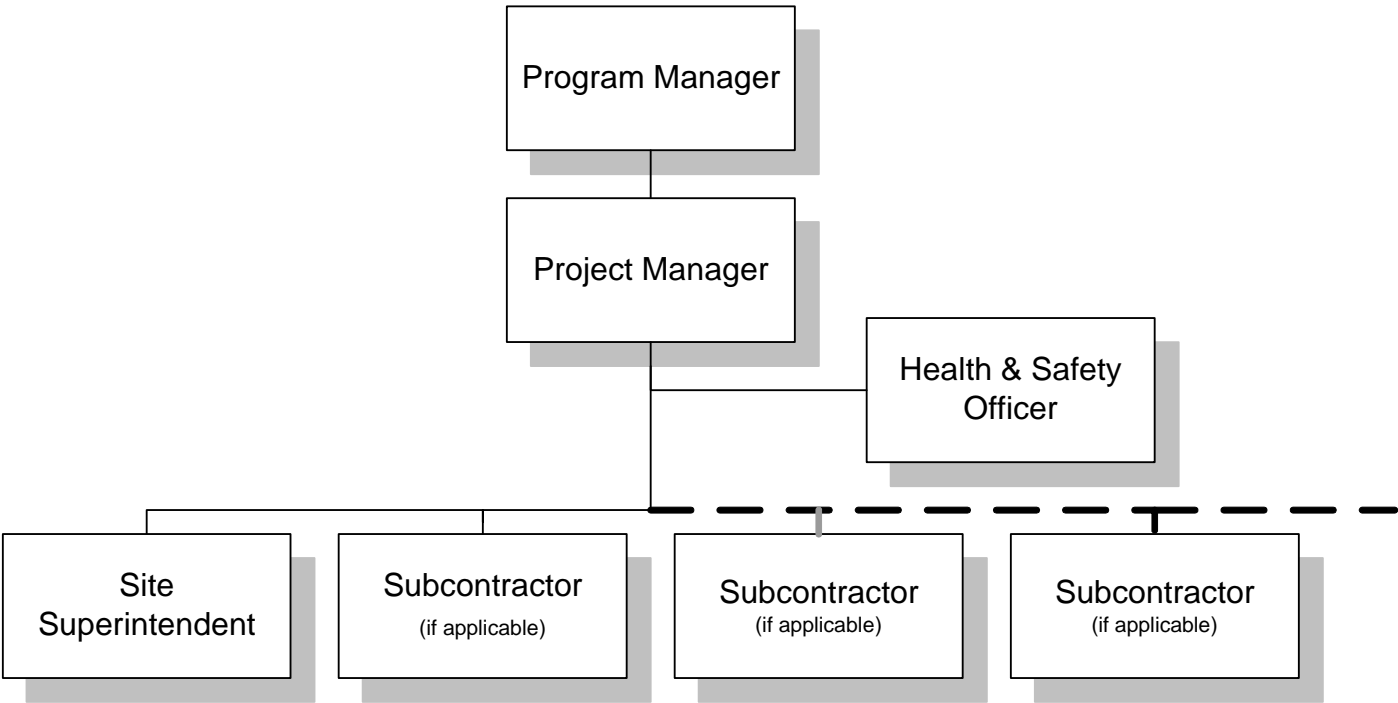 Program Manager
Project Manager
Health & Safety
Officer
Site
Superintendent
Subcontractor
(if applicable)
Subcontractor
(if applicable)
Subcontractor
(if applicable)